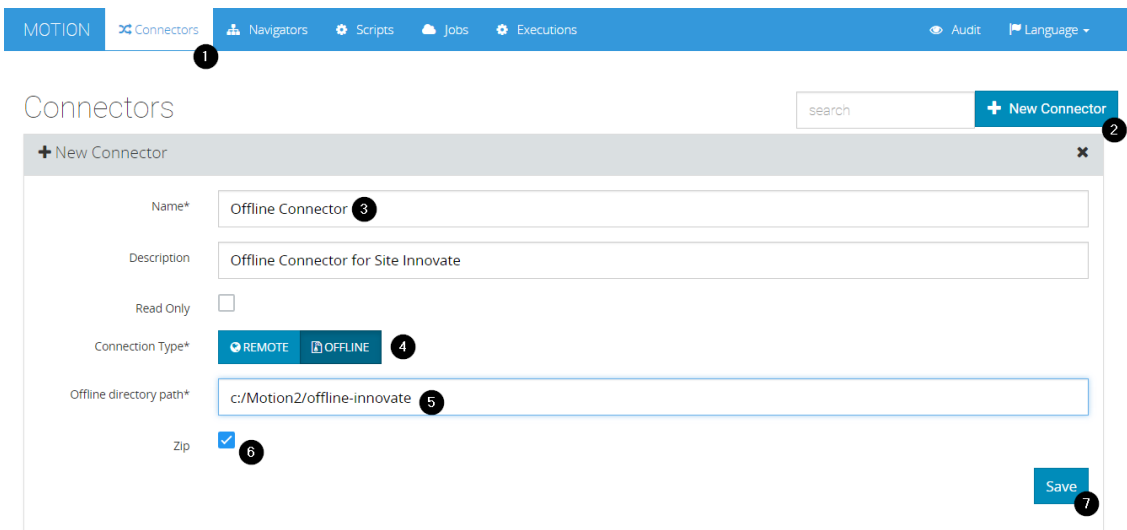 MOTION Connectors Navigators Scripts Jobs Executions Audit Language
1
Connectors search New Connector
2
New Connector
Name* Offline Connector 3
Description Offline Connector for Site Innovate
Read Only
Connection Type* REMOTE OFFLINE 4
Offline directory path* c:/Motion2/offline-innovate 5
Zip 6
Save
7